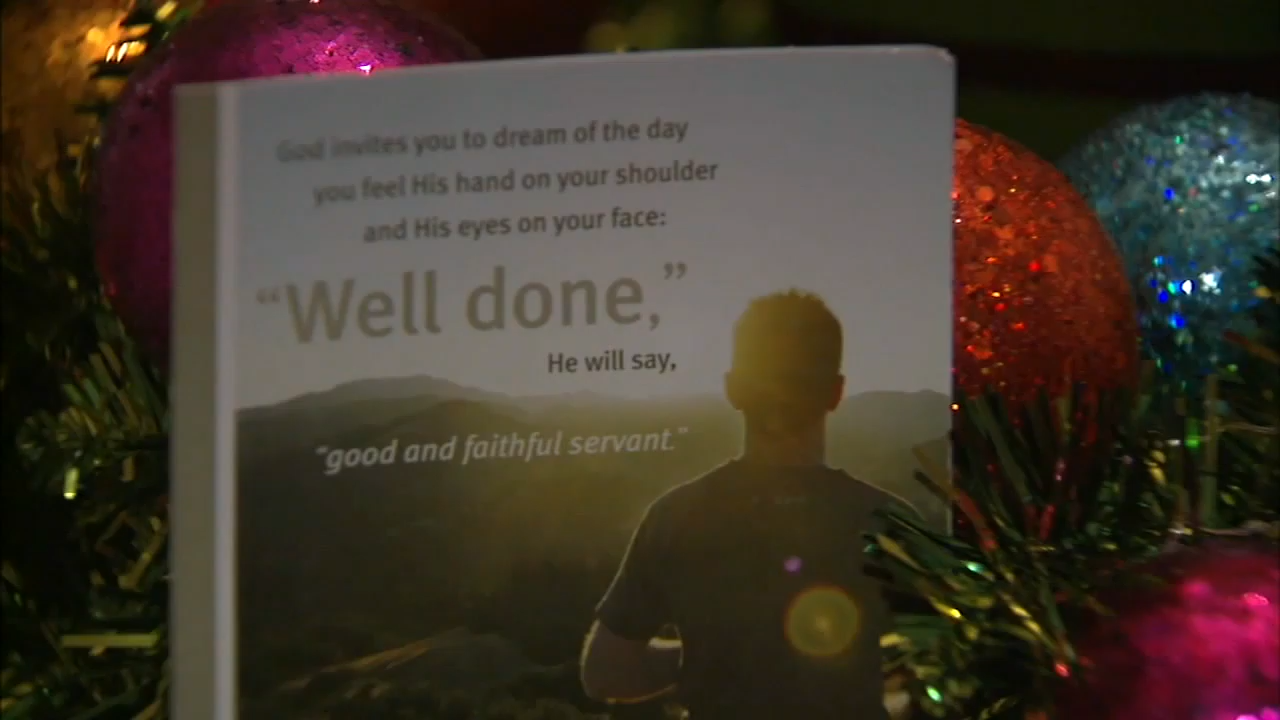 God invites you to dream of the day
you feel His hand on your shoulder
and His eyes on your face:
“Well done,”
He will say,
“good and faithful servant.”